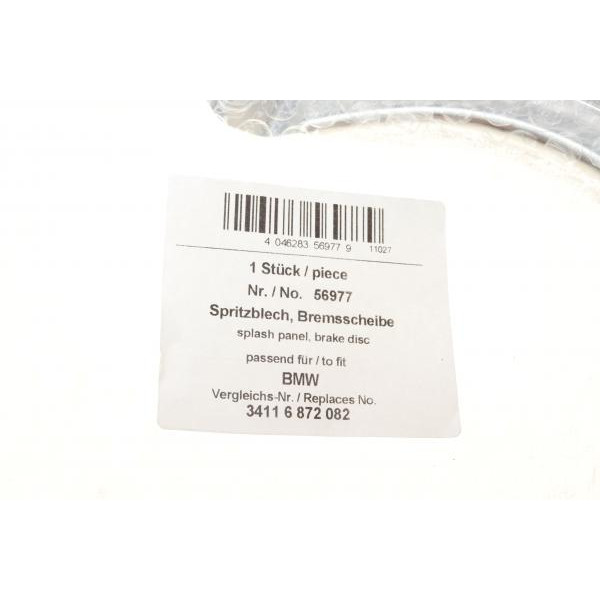 4 046283 56977 9 11027
1 Stück / piece
Nr. / No. 56977
Spritzblech, Bremsscheibe
splash panel, brake disc
passend für / to fit
BMW
Vergleichs-Nr. / Replaces No.
3411 6 872 082